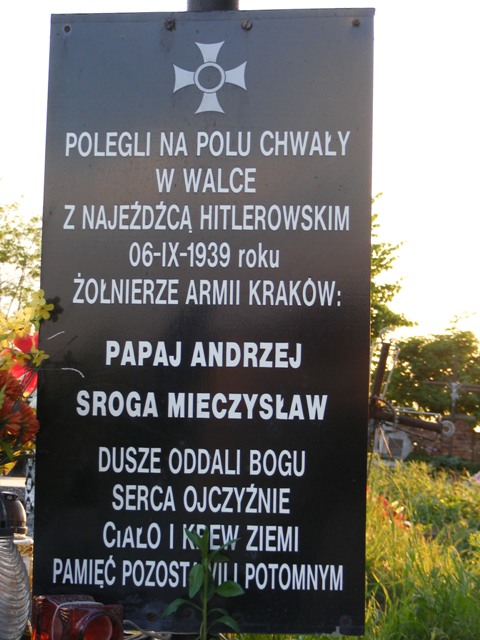 POLEGLI NA POLU CHWAŁY
W WALCE
Z NAJEŹDŹCĄ HITLEROWSKIM
06-IX-1939 roku
ŻOŁNIERZE ARMII KRAKÓW:
PAPAJ ANDRZEJ
SROGA MIECZYSŁAW
DUSZE ODDALI BOGU
SERCA OJCZYŹNIE
CIAŁO I KREW ZIEMI
PAMIĘĆ POZOSTAWILI POTOMNYM